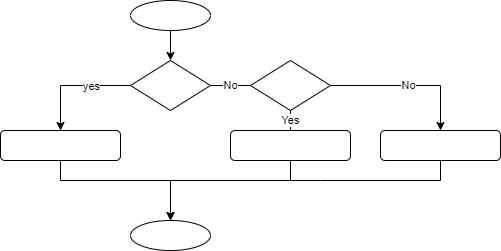 yes
No
No
Yes